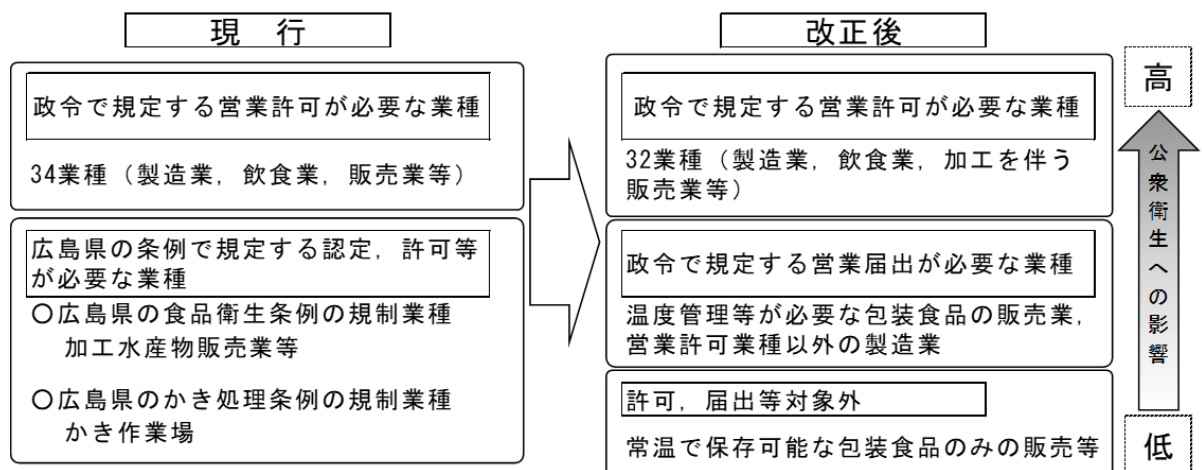 現　行
政令で規定する営業許可が必要な業種
34業種（製造業，飲食業，販売業等）
広島県の条例で規定する認定，許可等
が必要な業種
〇広島県の食品衛生条例の規制業種
加工水産物販売業等
〇広島県のかき処理条例の規制業種
かき作業場
改正後
政令で規定する営業許可が必要な業種
32業種（製造業，飲食業，加工を伴う
販売業等）
政令で規定する営業届出が必要な業種
温度管理等が必要な包装食品の販売業，
営業許可業種以外の製造業
許可，届出等対象外
常温で保存可能な包装食品のみの販売等
高
公衆衛生への影響
低